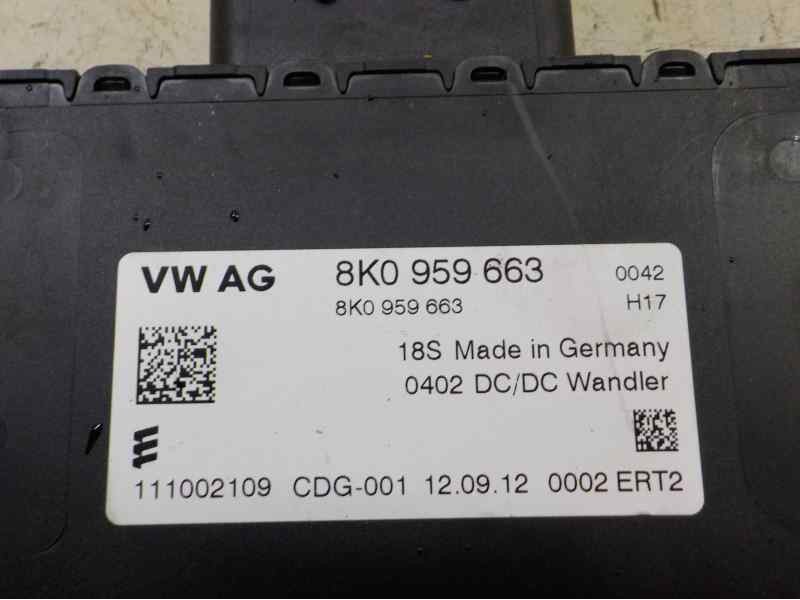 VW AG 8K0 959 663 0042
8K0 959 663 H17
18S Made in Germany
0402 DC/DC Wandler
111002109 CDG-001 12.09.12 0002 ERT2